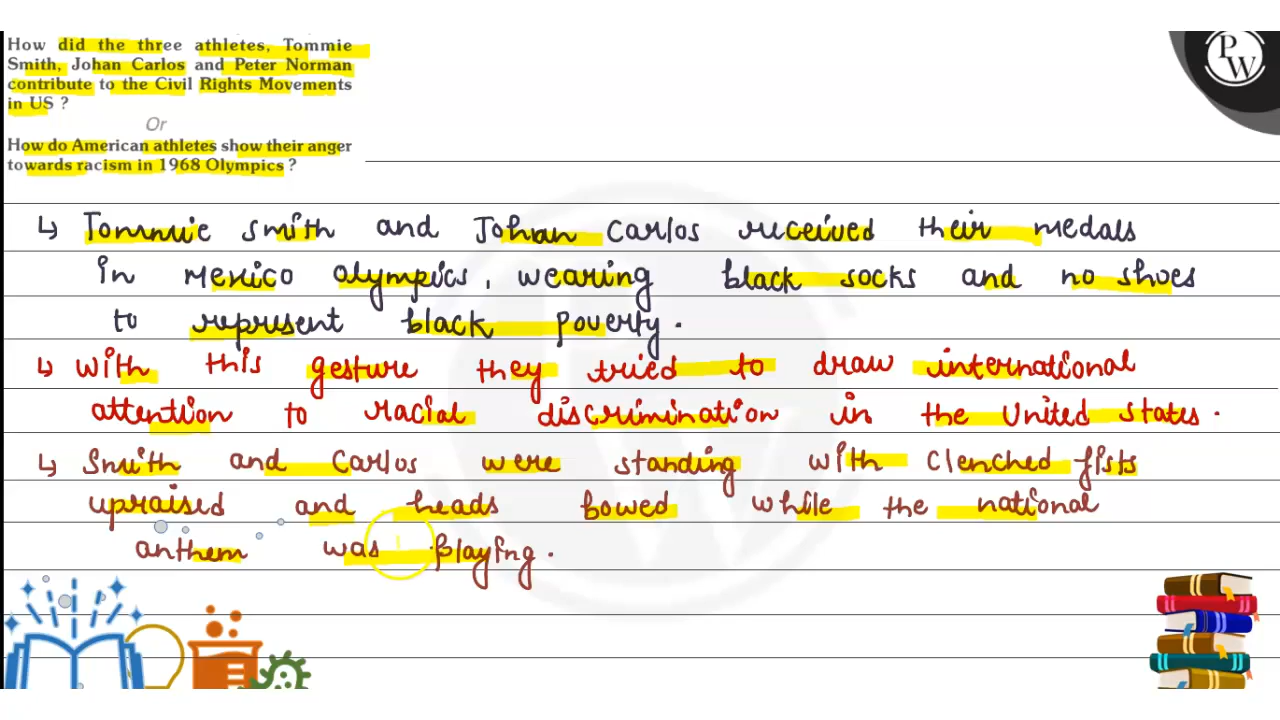 How did the three athletes, Tommie
Smith, Johan Carlos and Peter Norman
contribute to the Civil Rights Movements
in US ?
Or
How do American athletes show their anger
towards racism in 1968 Olympics ?
PW
↳ Tommie Smith and Johan Carlos received their medals
in Mexico Olympics, wearing black socks and no shoes
to represent black poverty.
↳ With this gesture they tried to draw international
attention to racial discrimination in the United States.
↳ Smith and Carlos were standing with Clenched fists
upraised and heads bowed while the national
anthem was playing.